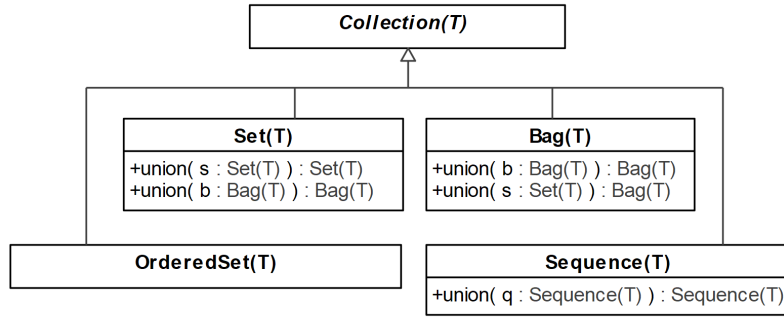 Collection(T)
Set(T)
+union( s : Set(T) ) : Set(T)
+union( b : Bag(T) ) : Bag(T)
Bag(T)
+union( b : Bag(T) ) : Bag(T)
+union( s : Set(T) ) : Bag(T)
OrderedSet(T)
Sequence(T)
+union( q : Sequence(T) ) : Sequence(T)